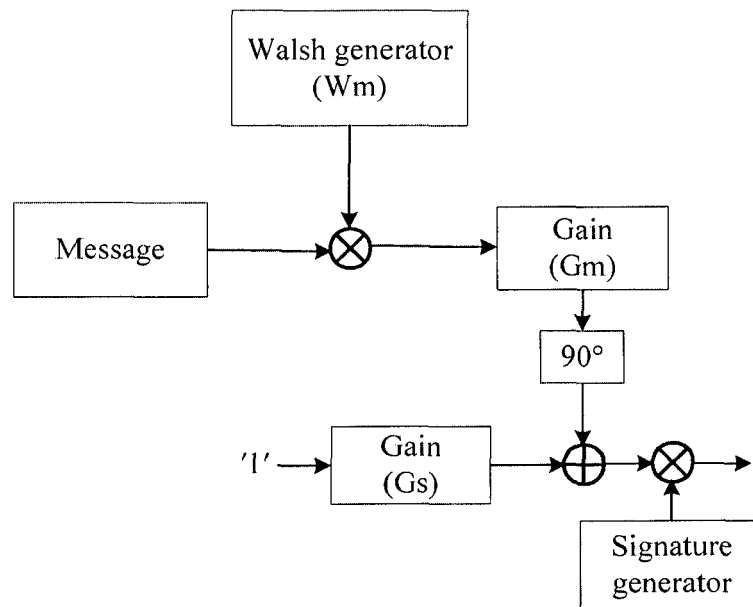 Walsh generator
(Wm)
Message
Gain
(Gm)
90°
'1'
Gain
(Gs)
Signature
generator